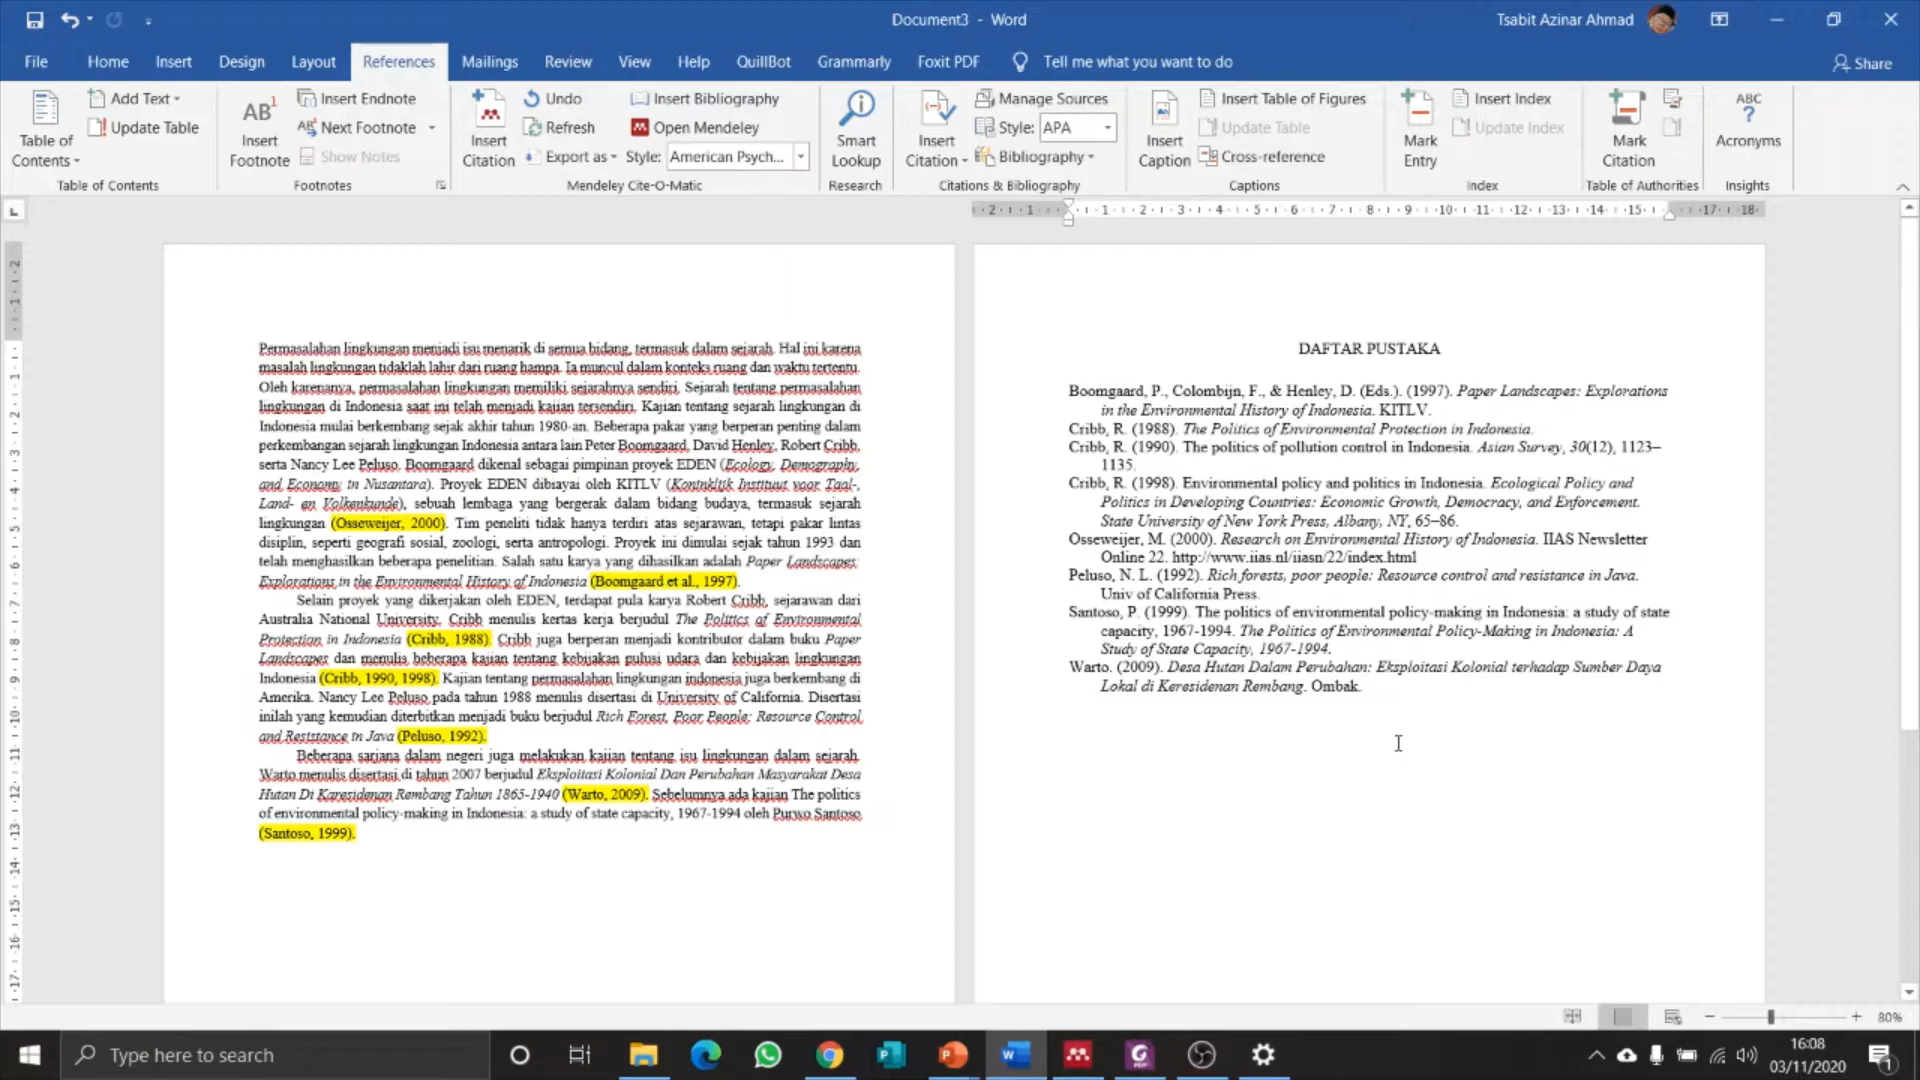 Document3 - Word
Tsabit Azinar Ahmad
File Home Insert Design Layout References Mailings Review View Help QuillBot Grammarly Foxit PDF Tell me what you want to do Share
Table of Contents
Add Text
Update Table
Table of Contents
AB1
Insert Footnote
Insert Endnote
Next Footnote
Show Notes
Footnotes
Insert Citation
Undo
Refresh
Export as
Insert Bibliography
Open Mendeley
Style: American Psych...
Mendeley Cite-O-Matic
Smart Lookup
Research
Insert Citation
Manage Sources
Style: APA
Bibliography
Citations & Bibliography
Insert Caption
Insert Table of Figures
Update Table
Cross-reference
Captions
Mark Entry
Insert Index
Update Index
Index
Mark Citation
Table of Authorities
ABC
?
Acronyms
Insights
Permasalahan lingkungan menjadi isu menarik di semua bidang, termasuk dalam sejarah. Hal ini karena
masalah lingkungan tidaklah lahir dari ruang hampa. Ia muncul dalam konteks ruang dan waktu tertentu.
Oleh karenanya, permasalahan lingkungan memiliki sejarahnya sendiri. Sejarah tentang permasalahan
lingkungan di Indonesia saat ini telah menjadi kajian tersendiri. Kajian tentang sejarah lingkungan di
Indonesia mulai berkembang sejak akhir tahun 1980-an. Beberapa pakar yang berperan penting dalam
perkembangan sejarah lingkungan Indonesia antara lain Peter Boomgaard, David Henley, Robert Cribb,
serta Nancy Lee Peluso. Boomgaard dikenal sebagai pimpinan proyek EDEN (Ecology, Demography,
and Economy in Nusantara). Proyek EDEN dibiayai oleh KITLV (Koninklijk Instituut voor Taal-,
Land- en Volkenkunde), sebuah lembaga yang bergerak dalam bidang budaya, termasuk sejarah
lingkungan (Osseweijer, 2000). Tim peneliti tidak hanya terdiri atas sejarawan, tetapi pakar lintas
disiplin, seperti geografi sosial, zoologi, serta antropologi. Proyek ini dimulai sejak tahun 1993 dan
telah menghasilkan beberapa penelitian. Salah satu karya yang dihasilkan adalah Paper Landscapes:
Explorations in the Environmental History of Indonesia (Boomgaard et al., 1997).
Selain proyek yang dikerjakan oleh EDEN, terdapat pula karya Robert Cribb, sejarawan dari
Australia National University. Cribb menulis kertas kerja berjudul The Politics of Environmental
Protection in Indonesia (Cribb, 1988). Cribb juga berperan menjadi kontributor dalam buku Paper
Landscapes dan menulis beberapa kajian tentang kebijakan pulusi udara dan kebijakan lingkungan
Indonesia (Cribb, 1990, 1998). Kajian tentang permasalahan lingkungan indonesia juga berkembang di
Amerika. Nancy Lee Peluso pada tahun 1988 menulis disertasi di University of California. Disertasi
inilah yang kemudian diterbitkan menjadi buku berjudul Rich Forest, Poor People: Resource Control
and Resistance in Java (Peluso, 1992).
Beberapa sarjana dalam negeri juga melakukan kajian tentang isu lingkungan dalam sejarah.
Warto menulis disertasi di tahun 2007 berjudul Eksploitasi Kolonial Dan Perubahan Masyarakat Desa
Hutan Di Karesidenan Rembang Tahun 1865-1940 (Warto, 2009). Sebelumnya ada kajian The politics
of environmental policy-making in Indonesia: a study of state capacity, 1967-1994 oleh Purwo Santoso
(Santoso, 1999).
DAFTAR PUSTAKA
Boomgaard, P., Colombijn, F., & Henley, D. (Eds.). (1997). Paper Landscapes: Explorations
in the Environmental History of Indonesia. KITLV.
Cribb, R. (1988). The Politics of Environmental Protection in Indonesia.
Cribb, R. (1990). The politics of pollution control in Indonesia. Asian Survey, 30(12), 1123–
1135.
Cribb, R. (1998). Environmental policy and politics in Indonesia. Ecological Policy and
Politics in Developing Countries: Economic Growth, Democracy, and Enforcement.
State University of New York Press, Albany, NY, 65–86.
Osseweijer, M. (2000). Research on Environmental History of Indonesia. IIAS Newsletter
Online 22. http://www.iias.nl/iiasn/22/index.html
Peluso, N. L. (1992). Rich forests, poor people: Resource control and resistance in Java.
Univ of California Press.
Santoso, P. (1999). The politics of environmental policy-making in Indonesia: a study of state
capacity, 1967-1994. The Politics of Environmental Policy-Making in Indonesia: A
Study of State Capacity, 1967-1994.
Warto. (2009). Desa Hutan Dalam Perubahan: Eksploitasi Kolonial terhadap Sumber Daya
Lokal di Keresidenan Rembang. Ombak.
80%
Type here to search
16:08
03/11/2020